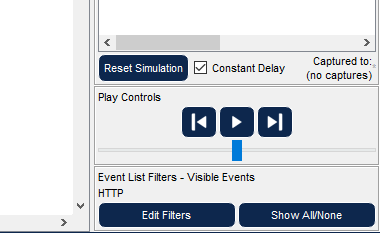 Reset Simulation
Constant Delay
Captured to:
(no captures)
Play Controls
Event List Filters - Visible Events
HTTP
Edit Filters
Show All/None